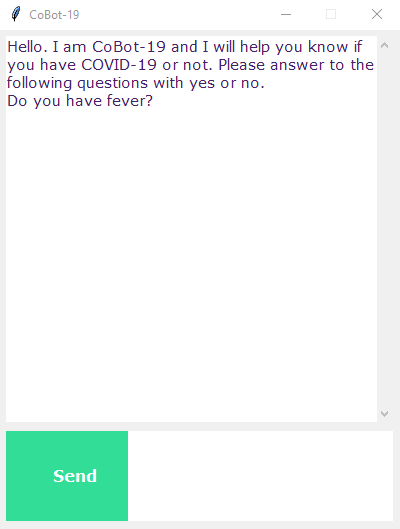 CoBot-19
Hello. I am CoBot-19 and I will help you know if
you have COVID-19 or not. Please answer to the
following questions with yes or no.
Do you have fever?
Send